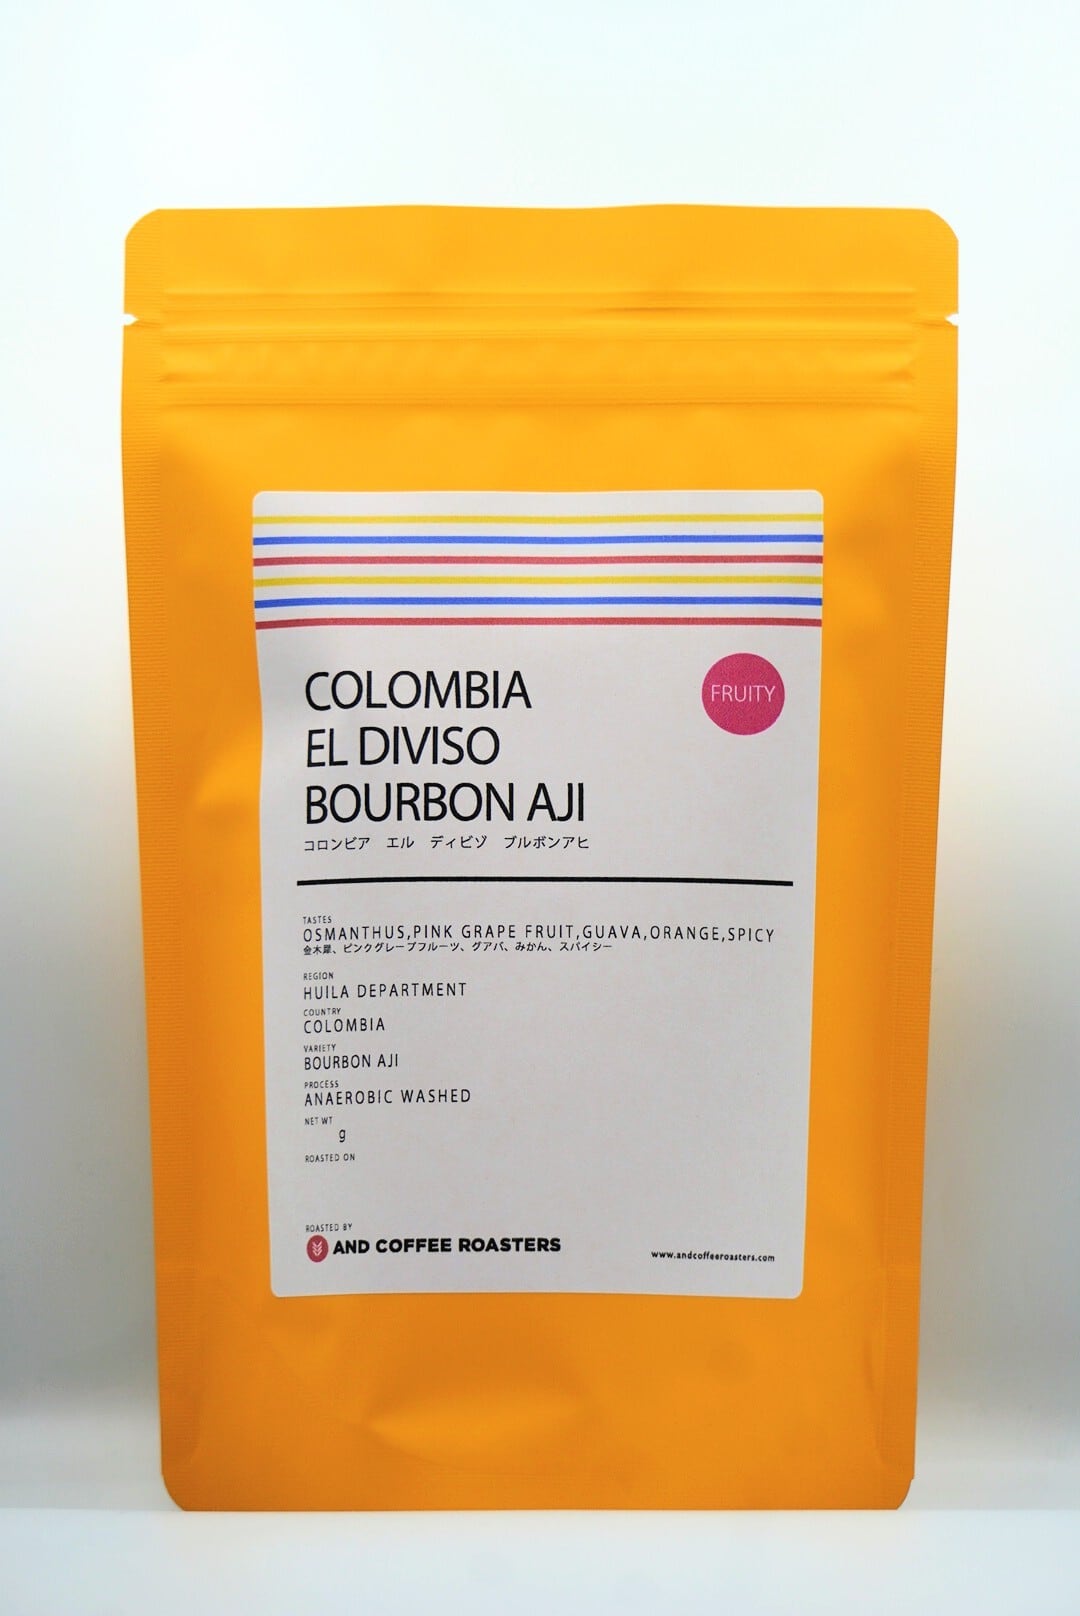 COLOMBIA
EL DIVISO
BOURBON AJI
コロンビア　エル　ディビゾ　ブルボンアヒ
FRUITY
TASTES
OSMANTHUS,PINK GRAPE FRUIT,GUAVA,ORANGE,SPICY
金木犀、ピンクグレープフルーツ、グアバ、みかん、スパイシー
REGION
HUILA DEPARTMENT
COUNTRY
COLOMBIA
VARIETY
BOURBON AJI
PROCESS
ANAEROBIC WASHED
NET WT
g
ROASTED ON
ROASTED BY
AND COFFEE ROASTERS
www.andcoffeeroasters.com